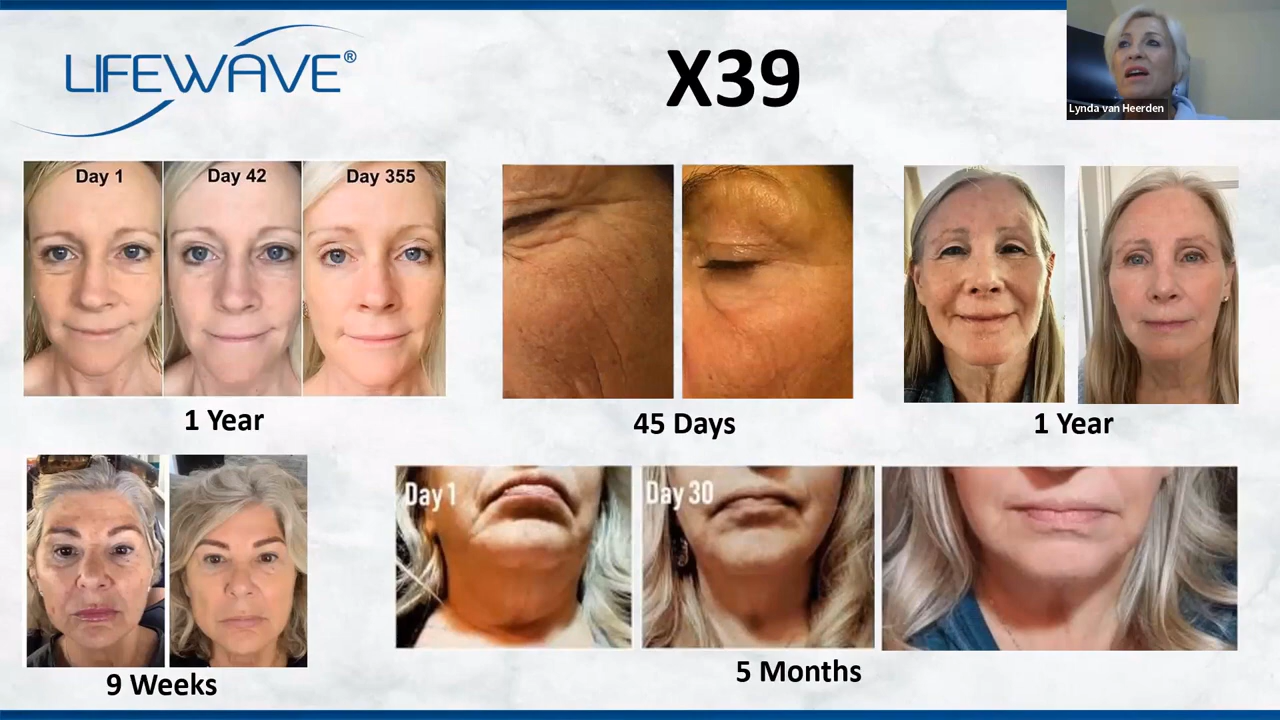 LIFEWAVE®
X39
Lynda van Heerden
Day 1
Day 42
Day 355
1 Year
45 Days
1 Year
Day 1
Day 30
9 Weeks
5 Months